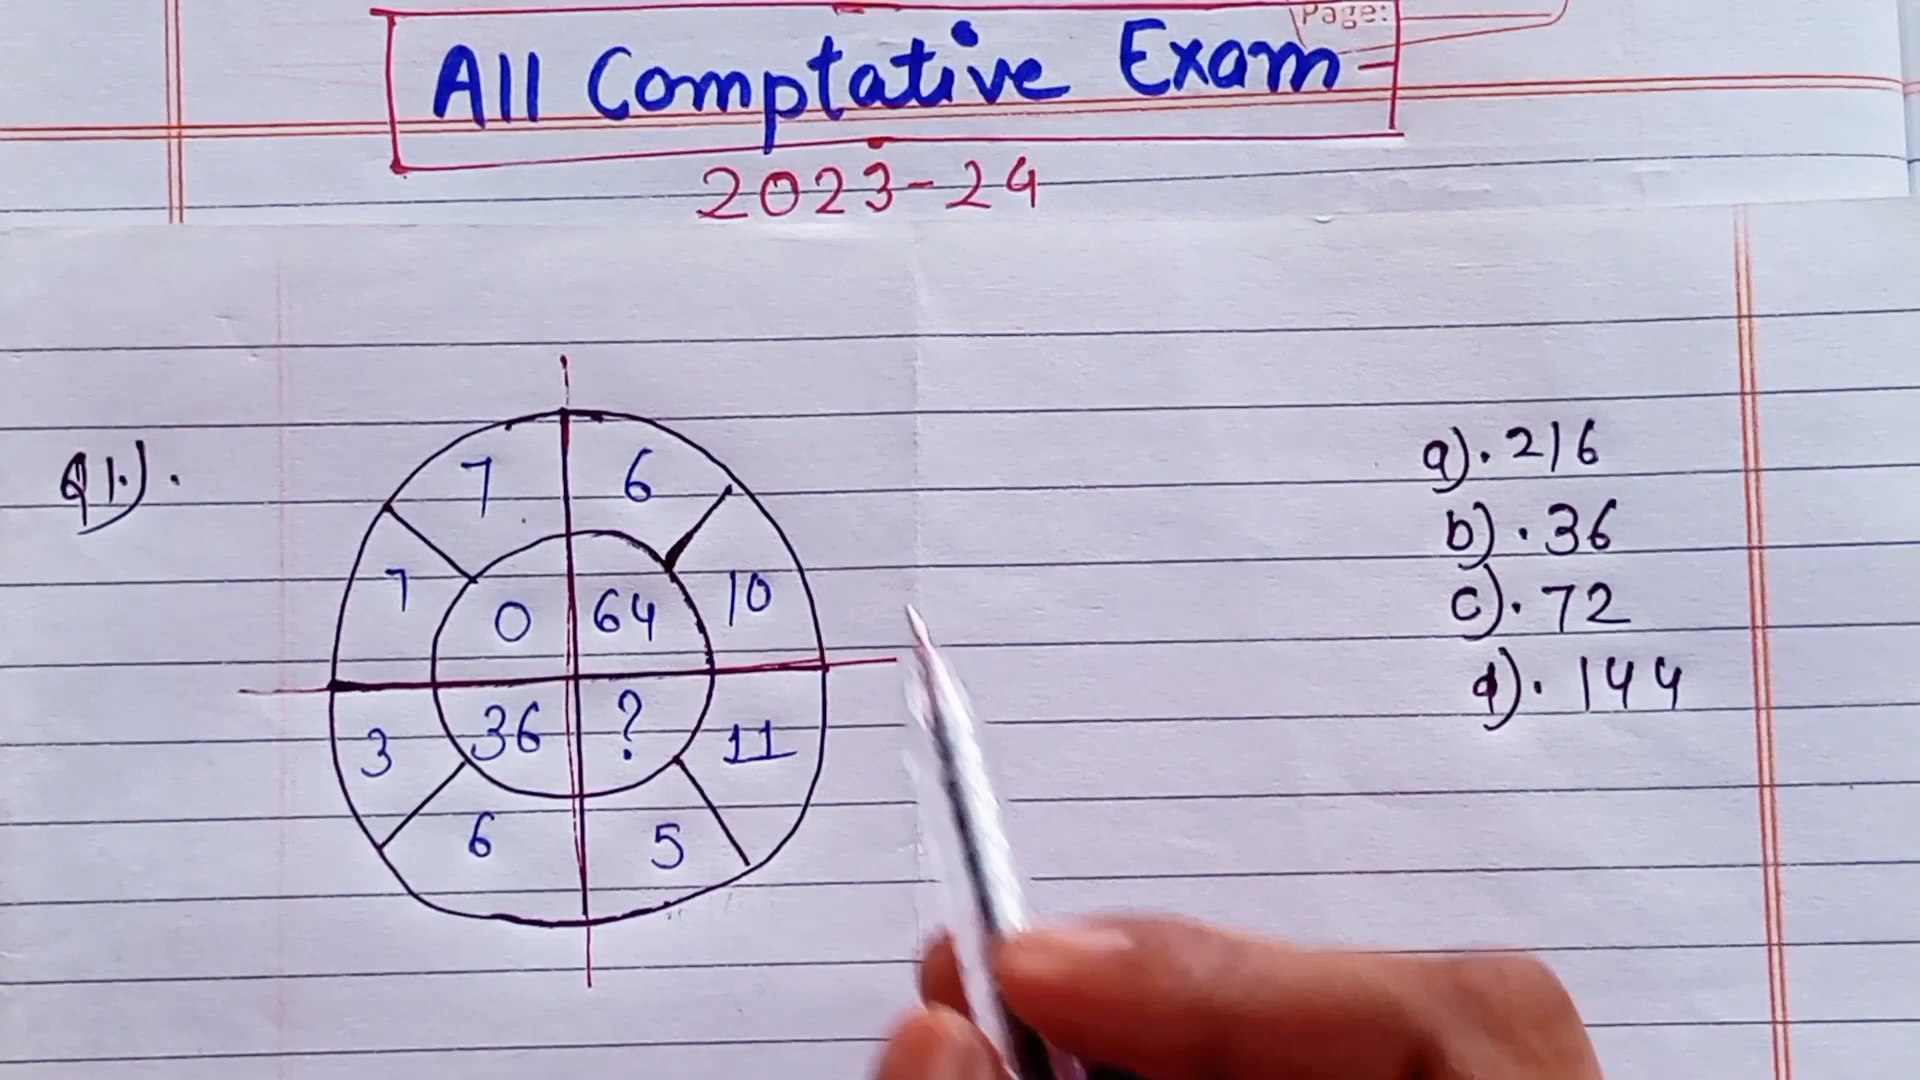 Page:
All Comptative Exam
2023-24
Q1.).
7 6
7 10
0 64
36 ?
3 11
6 5
a). 216
b). 36
c). 72
d). 144